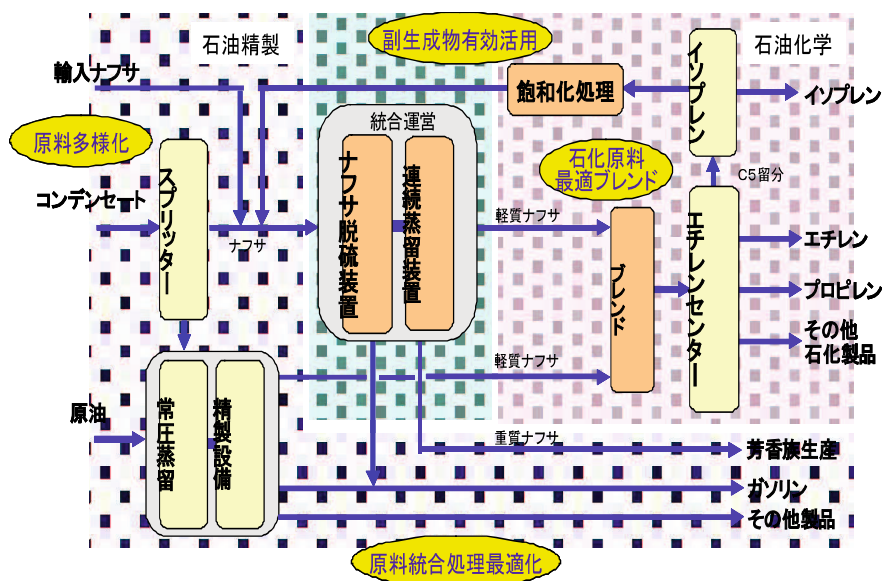 石油精製
副生成物有効活用
石油化学
輸入ナフサ
飽和化処理
イソプレン
イソプレン
原料多様化
統合運営
石化原料
最適ブレンド
C5留分
コンデンセート
スプリッター
ナフサ
ナフサ脱硫装置
連続蒸留装置
軽質ナフサ
ブレンド
エチレンセンター
エチレン
プロピレン
その他
石化製品
軽質ナフサ
原油
常圧蒸留
精製設備
重質ナフサ
芳香族生産
ガソリン
その他製品
原料統合処理最適化